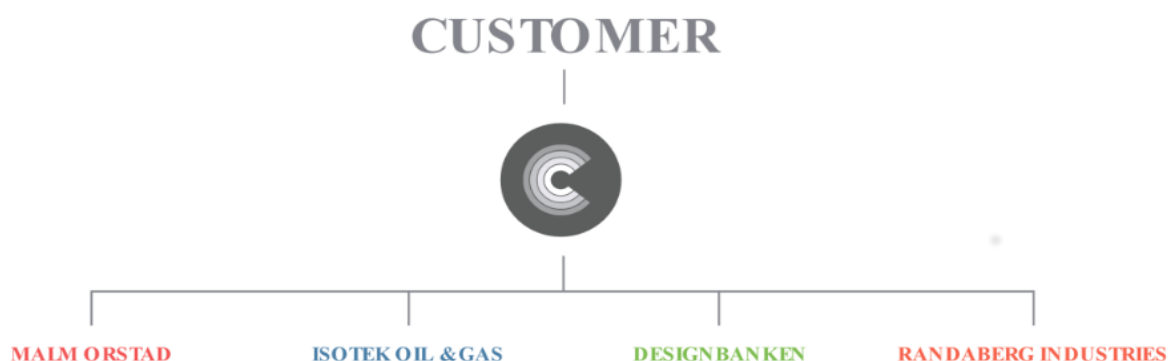 CUSTOMER
MALM ORSTAD
ISOTEK OIL & GAS
DESIGNBANKEN
RANDABERG INDUSTRIES